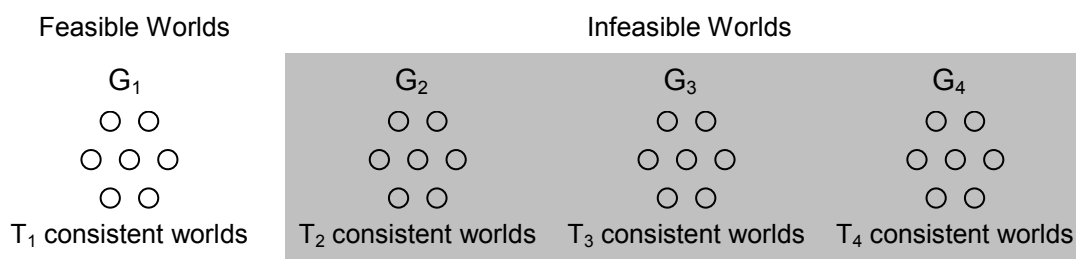 Feasible Worlds Infeasible Worlds
G₁ G₂ G₃ G₄
T₁ consistent worlds T₂ consistent worlds T₃ consistent worlds T₄ consistent worlds